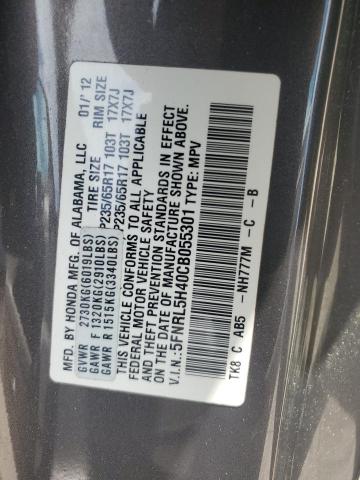 MFD. BY HONDA MFG. OF ALABAMA, LLC 01/'12
GVWR 2730KG(6019LBS) TIRE SIZE RIM SIZE
GAWR F 1320KG(2910LBS) P235/65R17 103T 17X7J
GAWR R 1515KG(3340LBS) P235/65R17 103T 17X7J
THIS VEHICLE CONFORMS TO ALL APPLICABLE
FEDERAL MOTOR VEHICLE SAFETY
AND THEFT PREVENTION STANDARDS IN EFFECT
ON THE DATE OF MANUFACTURE SHOWN ABOVE.
V.I.N.: 5FNRL5H40CB055301 TYPE: MPV
TK8 C AB5 - NH777M - C - B